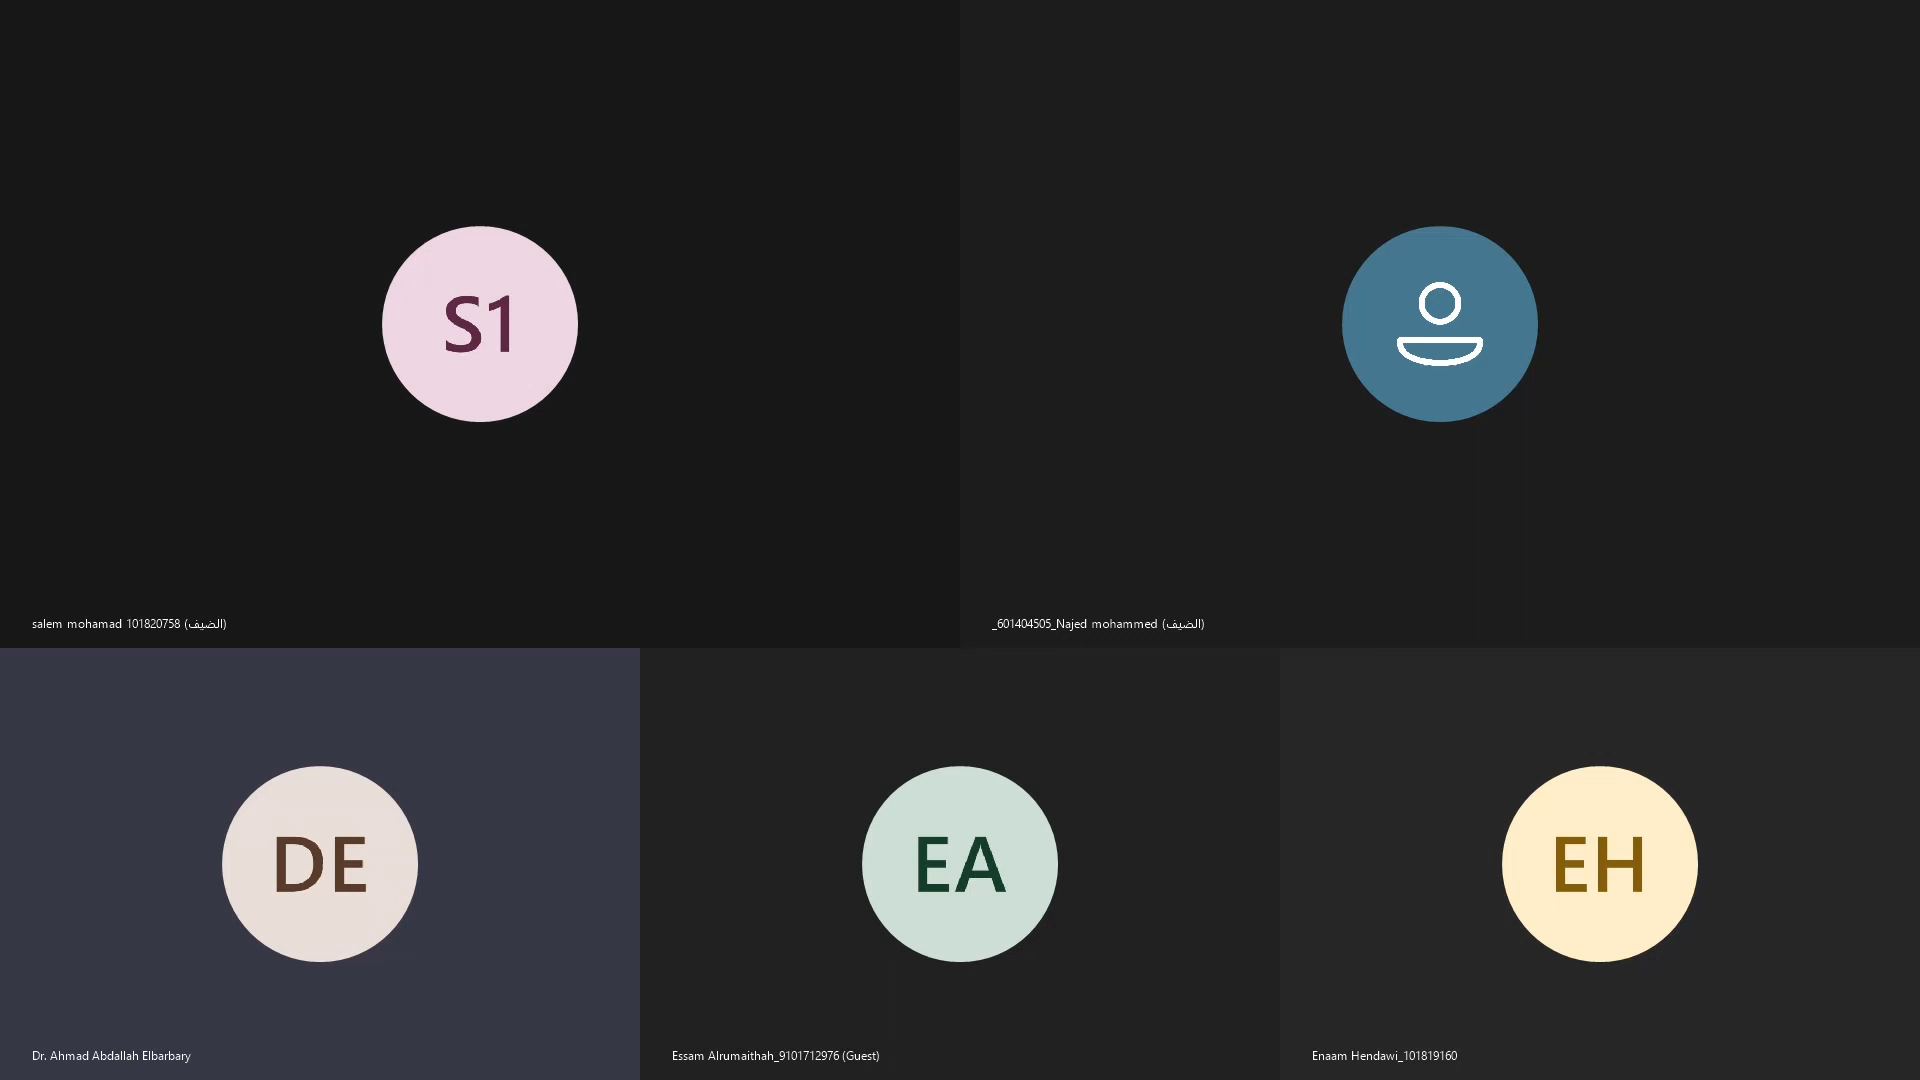 S1
salem mohamad 101820758 (الضيف)
_601404505_Najed mohammed (الضيف)
DE
EA
EH
Dr. Ahmad Abdallah Elbarbary
Essam Alrumaithah_9101712976 (Guest)
Enaam Hendawi_101819160